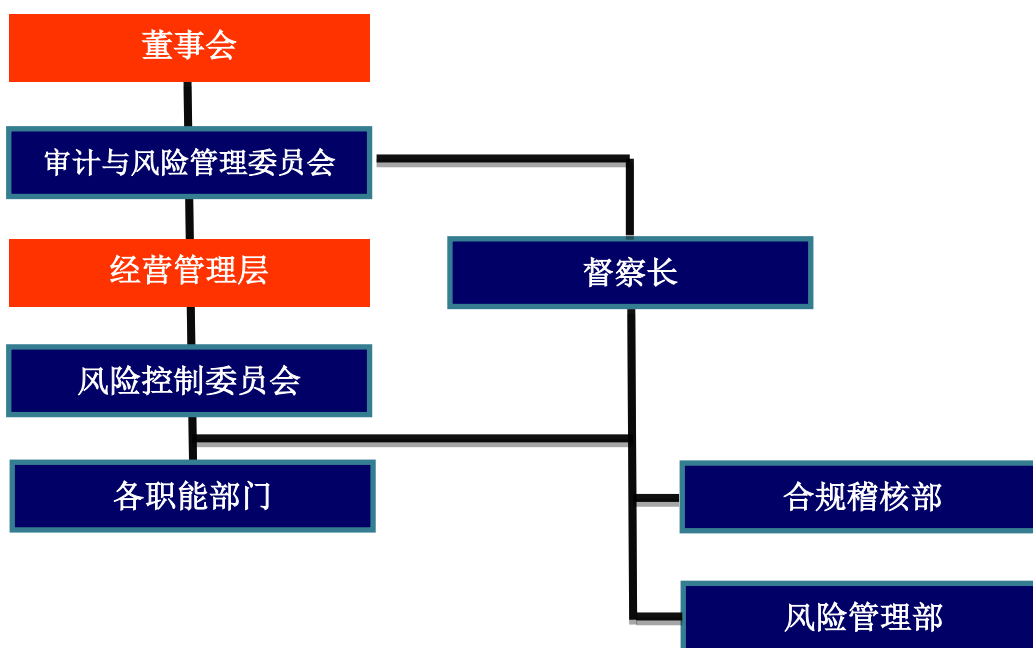 董事会
审计与风险管理委员会
经营管理层
督察长
风险控制委员会
各职能部门
合规稽核部
风险管理部